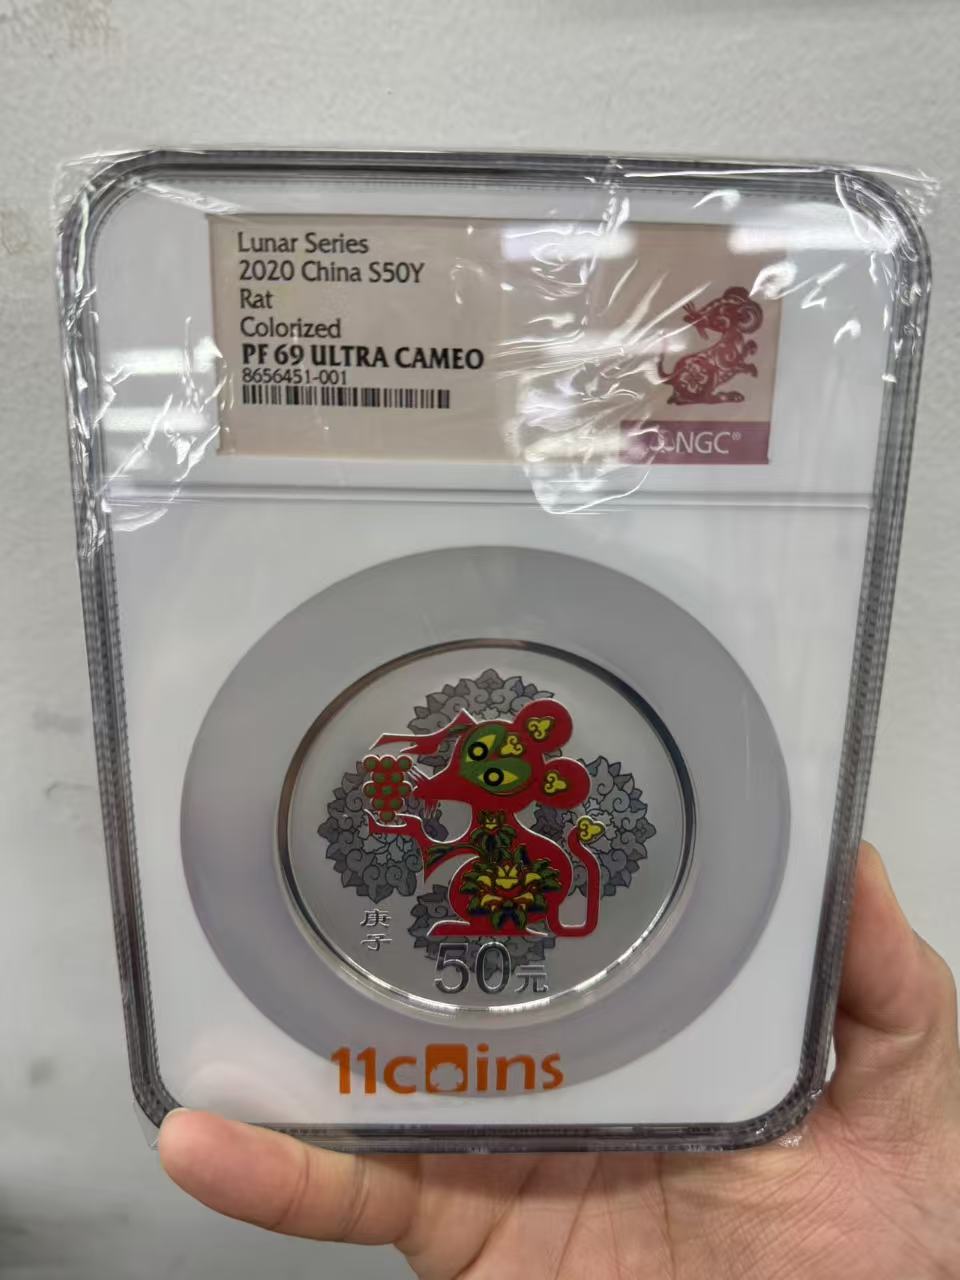 Lunar Series
2020 China S50Y
Rat
Colorized
PF 69 ULTRA CAMEO
8656451-001
NGC®
庚
子
50元
11coins